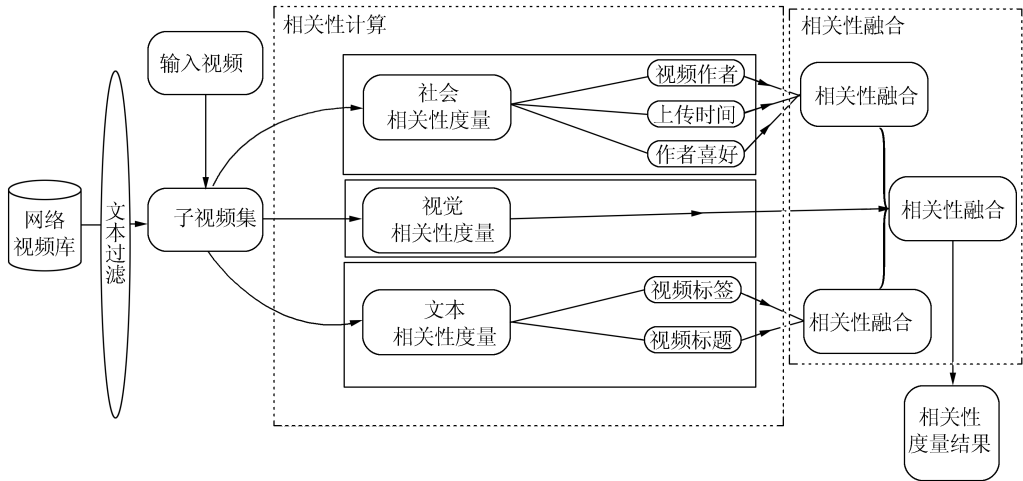 相关性计算
相关性融合
输入视频
社会
相关性度量
视频作者
上传时间
作者喜好
相关性融合
网络
视频库
文本过滤
子视频集
视觉
相关性度量
相关性融合
文本
相关性度量
视频标签
视频标题
相关性融合
相关性
度量结果